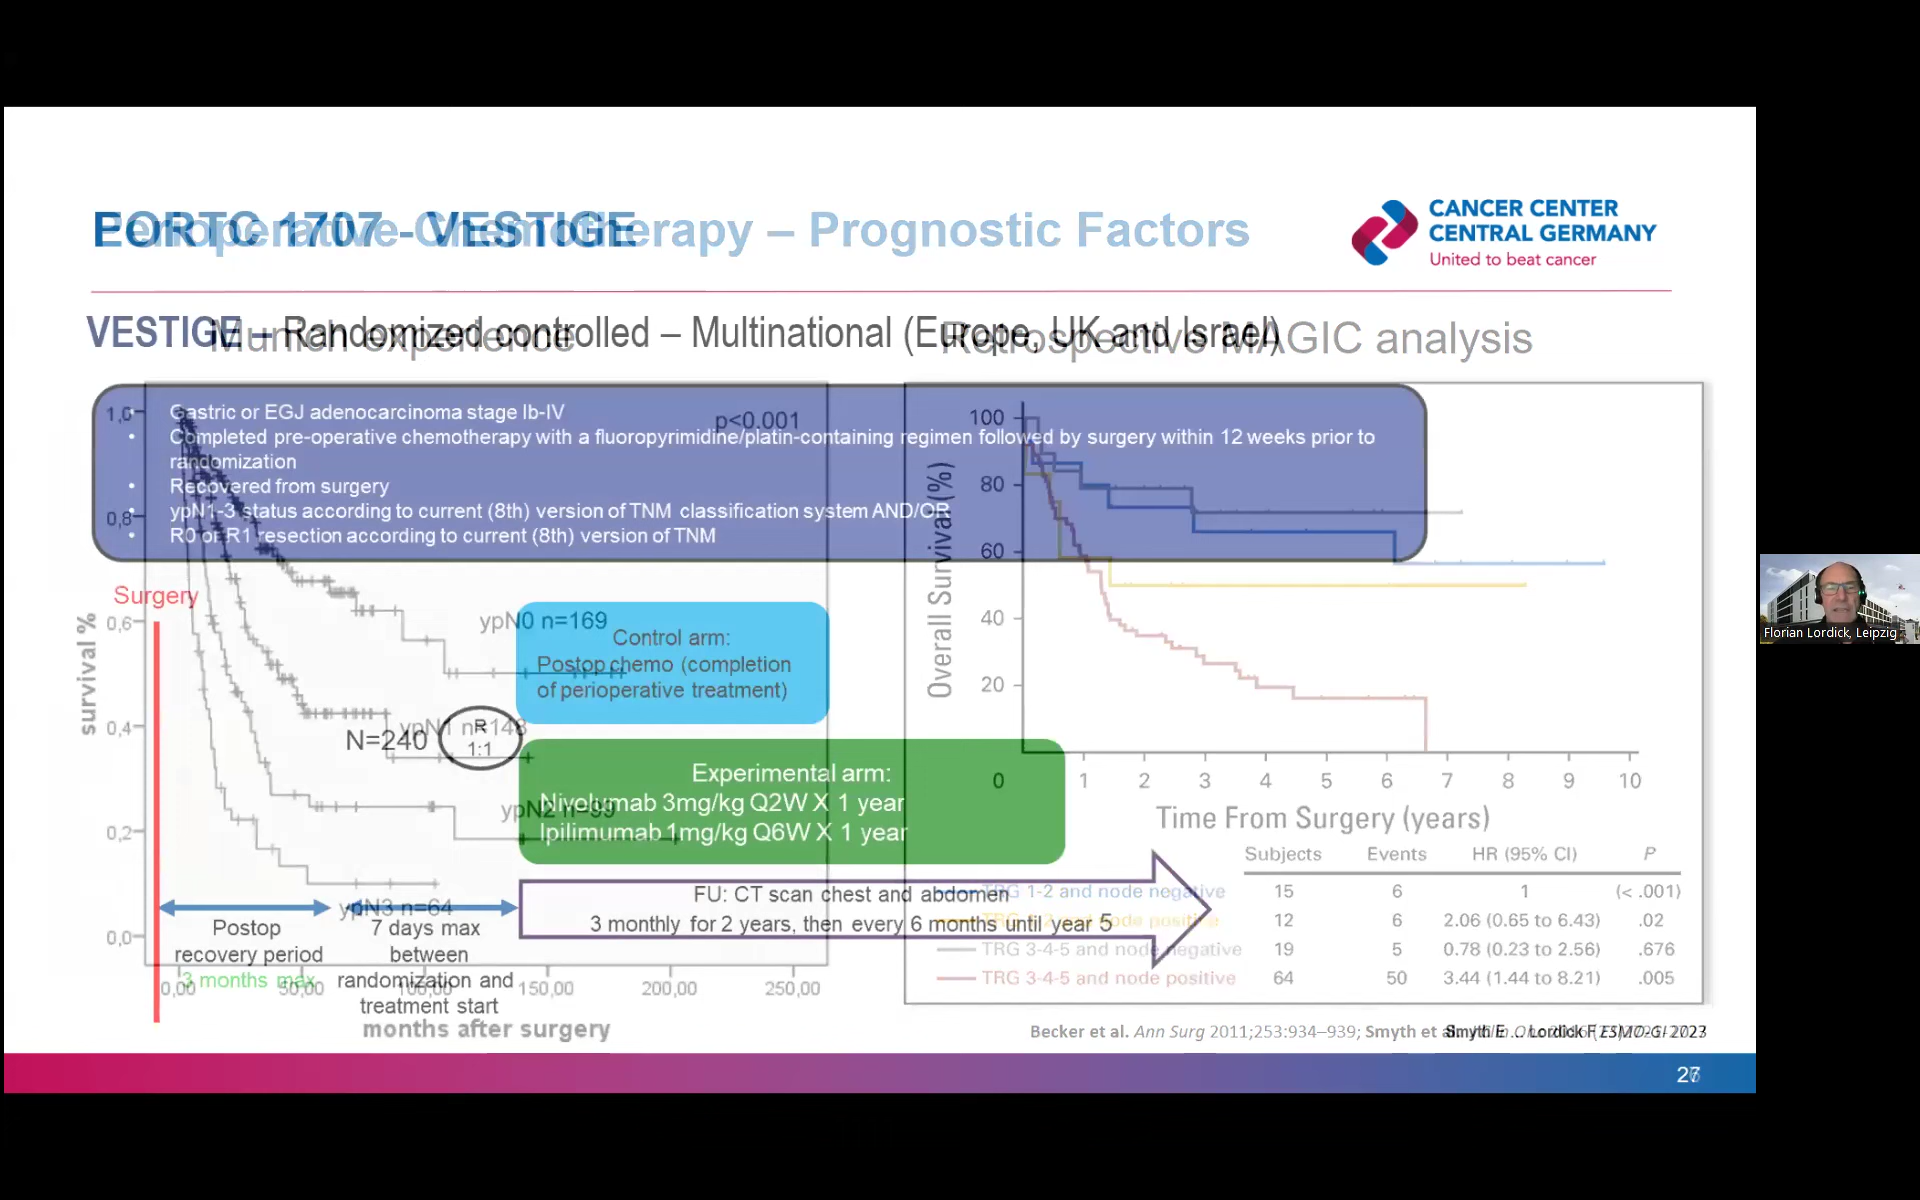 EORTC 1707 - VESTIGE
Perioperative Chemotherapy – Prognostic Factors
CANCER CENTER
CENTRAL GERMANY
United to beat cancer
VESTIGE – Randomized controlled – Multinational (Europe, UK and Israel)
Munich experience
Retrospective MAGIC analysis
• Gastric or EGJ adenocarcinoma stage Ib-IV
• Completed pre-operative chemotherapy with a fluoropyrimidine/platin-containing regimen followed by surgery within 12 weeks prior to
randomization
• Recovered from surgery
• ypN1-3 status according to current (8th) version of TNM classification system AND/OR
• R0 or R1 resection according to current (8th) version of TNM
p<0.001
1,0
0,8
0,6
0,4
0,2
0,0
survival %
Surgery
ypN0 n=169
ypN1 n=148
ypN2 n=99
ypN3 n=64
0,00 50,00 100,00 150,00 200,00 250,00
months after surgery
Control arm:
Postop chemo (completion
of perioperative treatment)
N=240
R
1:1
Experimental arm:
Nivolumab 3mg/kg Q2W X 1 year
Ipilimumab 1mg/kg Q6W X 1 year
FU: CT scan chest and abdomen
3 monthly for 2 years, then every 6 months until year 5
Postop
recovery period
3 months max
7 days max
between
randomization and
treatment start
Overall Survival (%)
100
80
60
40
20
0 1 2 3 4 5 6 7 8 9 10
Time From Surgery (years)
Subjects Events HR (95% CI) P
TRG 1-2 and node negative 15 6 1 (< .001)
TRG 1-2 and node positive 12 6 2.06 (0.65 to 6.43) .02
TRG 3-4-5 and node negative 19 5 0.78 (0.23 to 2.56) .676
TRG 3-4-5 and node positive 64 50 3.44 (1.44 to 8.21) .005
Becker et al. Ann Surg 2011;253:934–939; Smyth et al.
Smyth E ... Lordick F ESMO-GI 2023
27
Florian Lordick, Leipzig